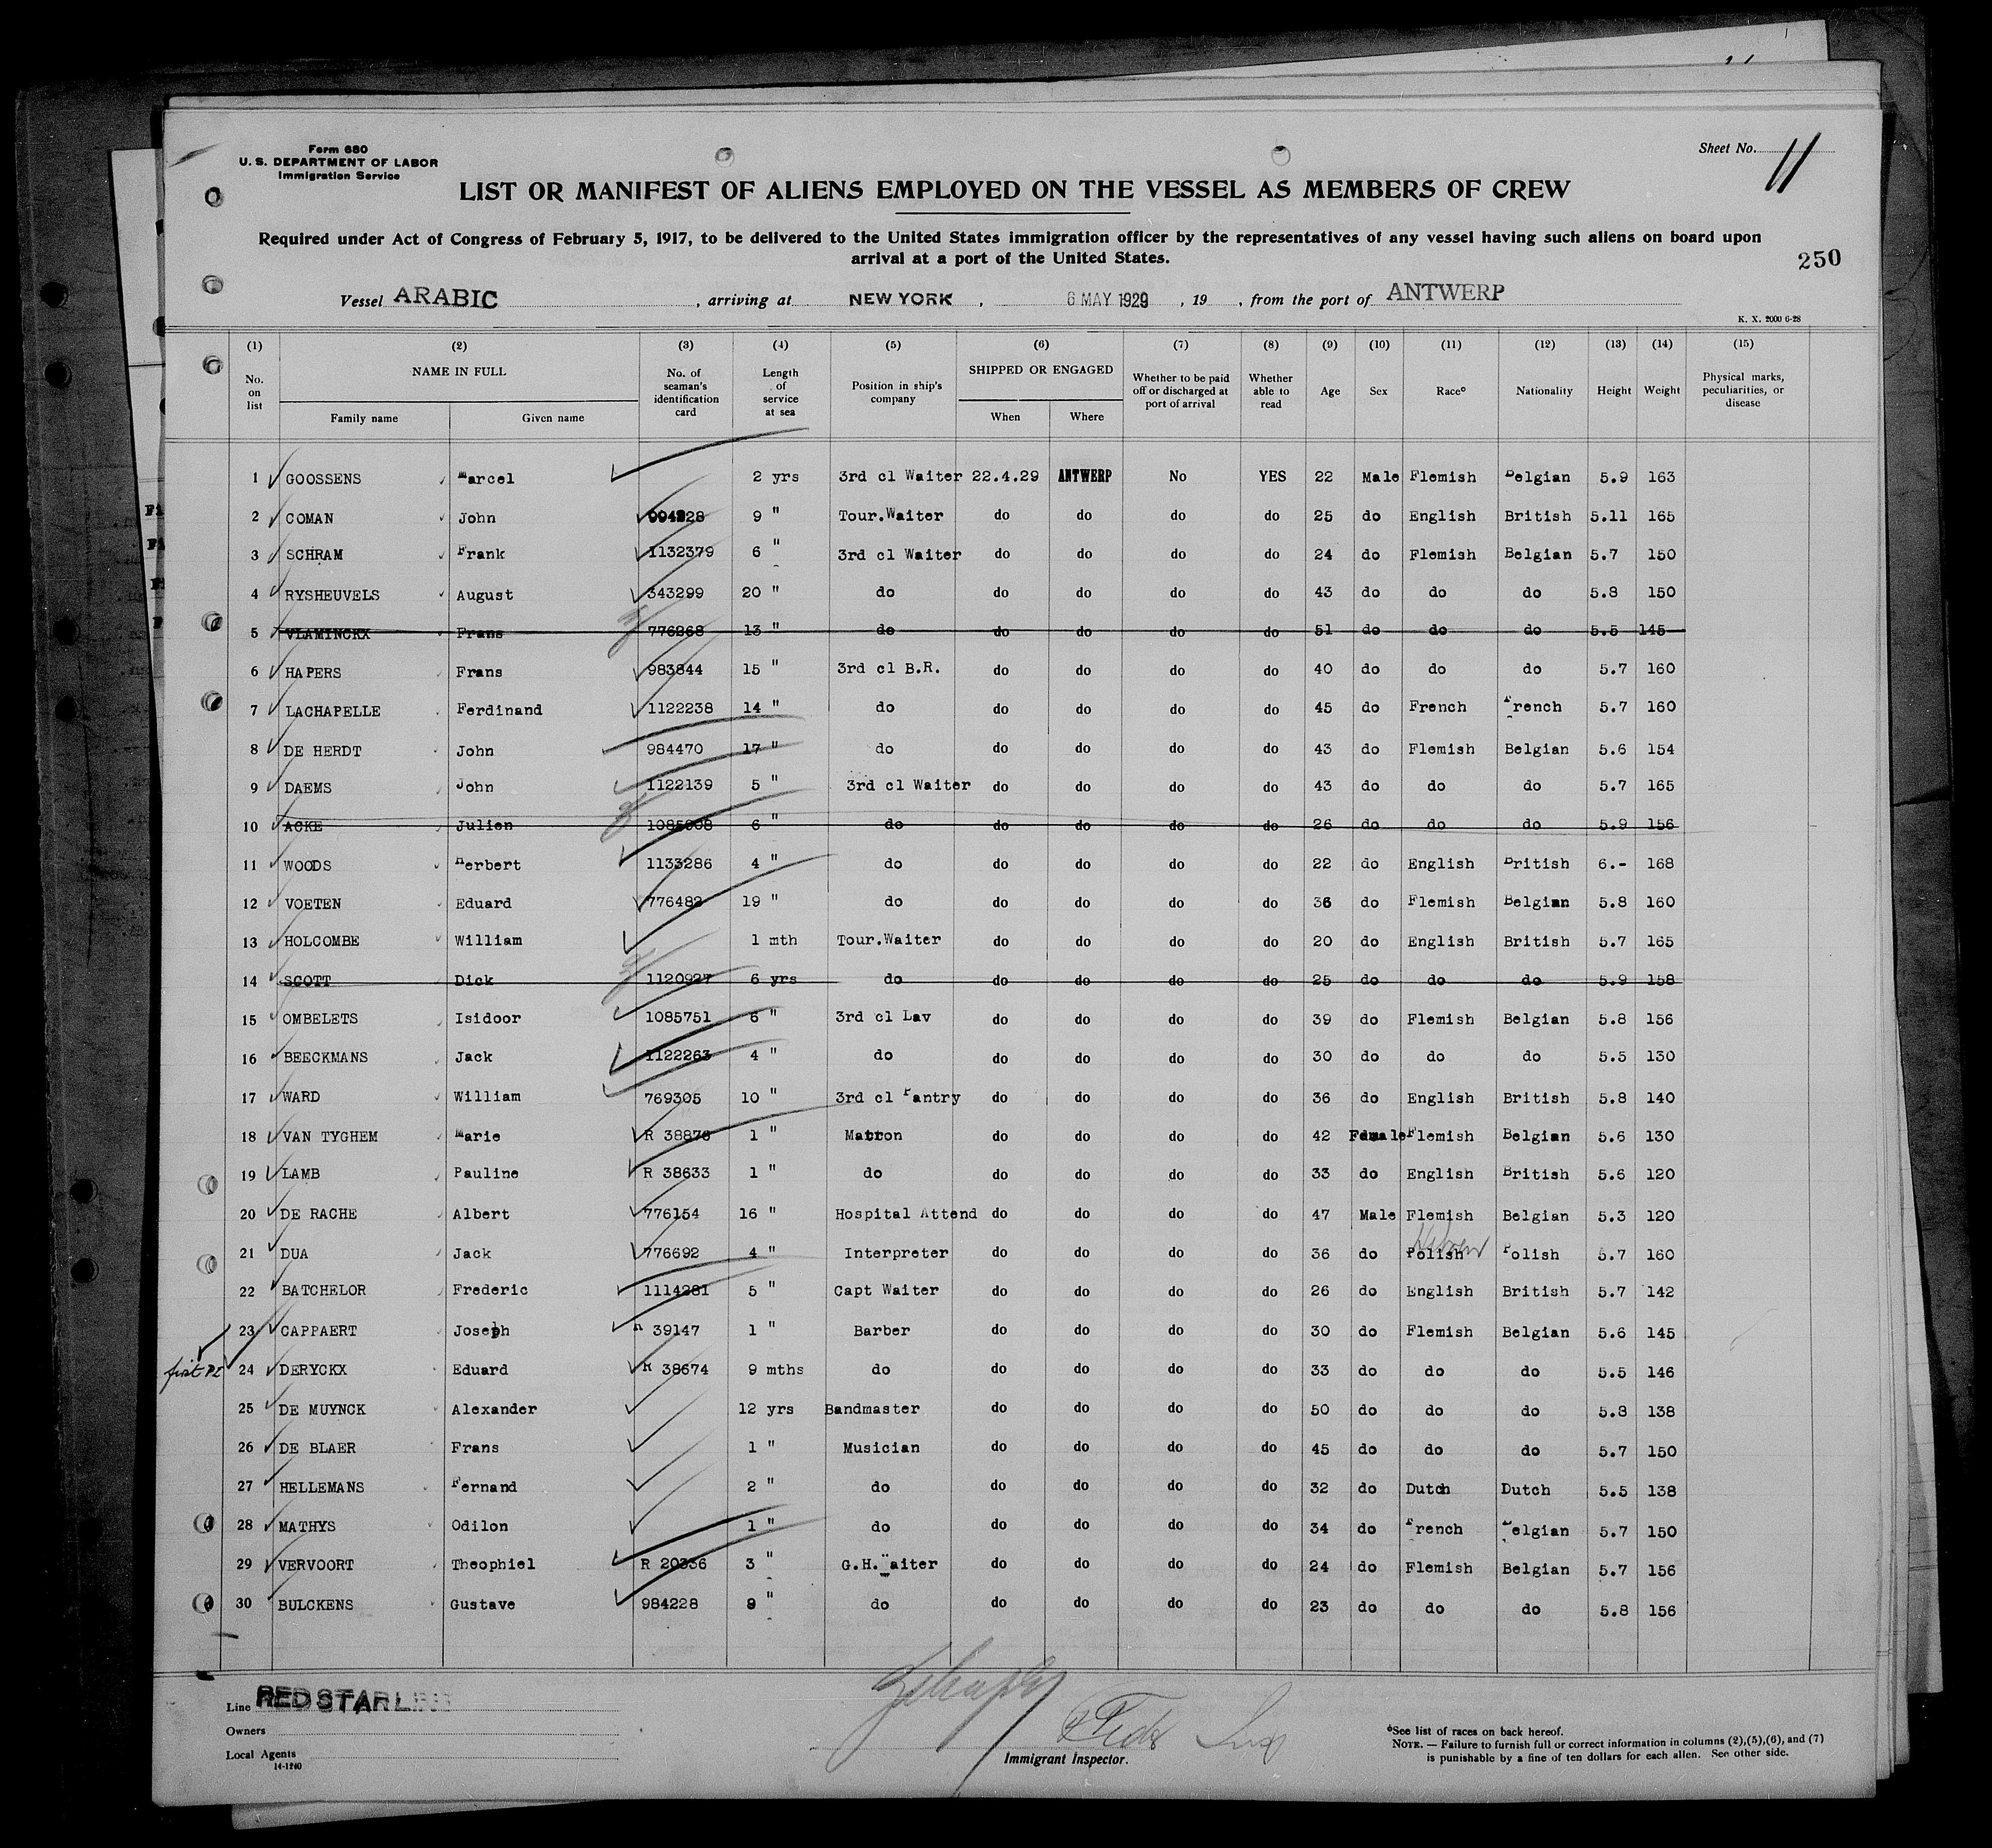 Form 680
U. S. DEPARTMENT OF LABOR
Immigration Service
Sheet No. 11
LIST OR MANIFEST OF ALIENS EMPLOYED ON THE VESSEL AS MEMBERS OF CREW
Required under Act of Congress of February 5, 1917, to be delivered to the United States immigration officer by the representatives of any vessel having such aliens on board upon
arrival at a port of the United States.
250
Vessel ARABIC, arriving at NEW YORK, 6 MAY 1929, 19 , from the port of ANTWERP
K. X. 2000 6-28
(1) (2) (3) (4) (5) (6) (7) (8) (9) (10) (11) (12) (13) (14) (15)
No. on list NAME IN FULL Family name Given name No. of seaman's identification card Length of service at sea Position in ship's company SHIPPED OR ENGAGED When Where Whether to be paid off or discharged at port of arrival Whether able to read Age Sex Race° Nationality Height Weight Physical marks, peculiarities, or disease
1 GOOSSENS Marcel 2 yrs 3rd cl Waiter 22.4.29 ANTWERP No YES 22 Male Flemish Belgian 5.9 163
2 COMAN John 9 " Tour.Waiter do do do do 25 do English British 5.11 165
3 SCHRAM Frank 1132379 6 " 3rd cl Waiter do do do do 24 do Flemish Belgian 5.7 150
4 RYSHEUVELS August 343299 20 " do do do do do 43 do do do 5.8 150
5 VLAMINCKX Frans 776268 13 " do do do do do 51 do do do 5.5 145
6 HAPERS Frans 983844 15 " 3rd cl B.R. do do do do 40 do do do 5.7 160
7 LACHAPELLE Ferdinand 1122238 14 " do do do do do 45 do French French 5.7 160
8 DE HERDT John 984470 17 " do do do do do 43 do Flemish Belgian 5.6 154
9 DAEMS John 1122139 5 " 3rd cl Waiter do do do do 43 do do do 5.7 165
10 ACKE Julien 6 " do do do do do 26 do do do 5.9 156
11 WOODS Herbert 1133286 4 " do do do do do 22 do English British 6.- 168
12 VOETEN Eduard 776482 19 " do do do do do 36 do Flemish Belgian 5.8 160
13 HOLCOMBE William 1 mth Tour.Waiter do do do do 20 do English British 5.7 165
14 SCOTT Dick 1120927 6 yrs do do do do do 25 do do do 5.9 158
15 OMBELETS Isidoor 1085751 6 " 3rd cl Lav do do do do 39 do Flemish Belgian 5.8 156
16 BEECKMANS Jack 1122263 4 " do do do do do 30 do do do 5.5 130
17 WARD William 769305 10 " 3rd cl Pantry do do do do 36 do English British 5.8 140
18 VAN TYGHEM Marie R 38876 1 " Matron do do do do 42 Female Flemish Belgian 5.6 130
19 LAMB Pauline R 38633 1 " do do do do do 33 do English British 5.6 120
20 DE RACHE Albert 776154 16 " Hospital Attend do do do do 47 Male Flemish Belgian 5.3 120
21 DUA Jack 776692 4 " Interpreter do do do do 36 do Polish Hebrew Polish 5.7 160
22 BATCHELOR Frederic 1114281 5 " Capt Waiter do do do do 26 do English British 5.7 142
23 CAPPAERT Joseph R 39147 1 " Barber do do do do 30 do Flemish Belgian 5.6 145
first 24 DERYCKX Eduard R 38674 9 mths do do do do do 33 do do do 5.5 146
25 DE MUYNCK Alexander 12 yrs Bandmaster do do do do 50 do do do 5.8 138
26 DE BLAER Frans 1 " Musician do do do do 45 do do do 5.7 150
27 HELLEMANS Fernand 2 " do do do do do 32 do Dutch Dutch 5.5 138
28 MATHYS Odilon 1 " do do do do do 34 do French Belgian 5.7 150
29 VERVOORT Theophiel R 20336 3 " G.H.Waiter do do do do 24 do Flemish Belgian 5.7 156
30 BULCKENS Gustave 984228 9 " do do do do do 23 do do do 5.8 156
Line RED STAR LINE
Owners
Local Agents
14-1240
Immigrant Inspector.
°See list of races on back hereof.
NOTE. — Failure to furnish full or correct information in columns (2),(5),(6), and (7)
is punishable by a fine of ten dollars for each alien. See other side.